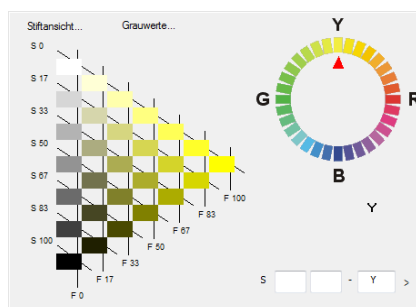 Stiftansicht... Grauwerte...
S 0
S 17
S 33
S 50
S 67
S 83
S 100
F 0
F 17
F 33
F 50
F 67
F 83
F 100
Y
G R
B
Y
S - Y >